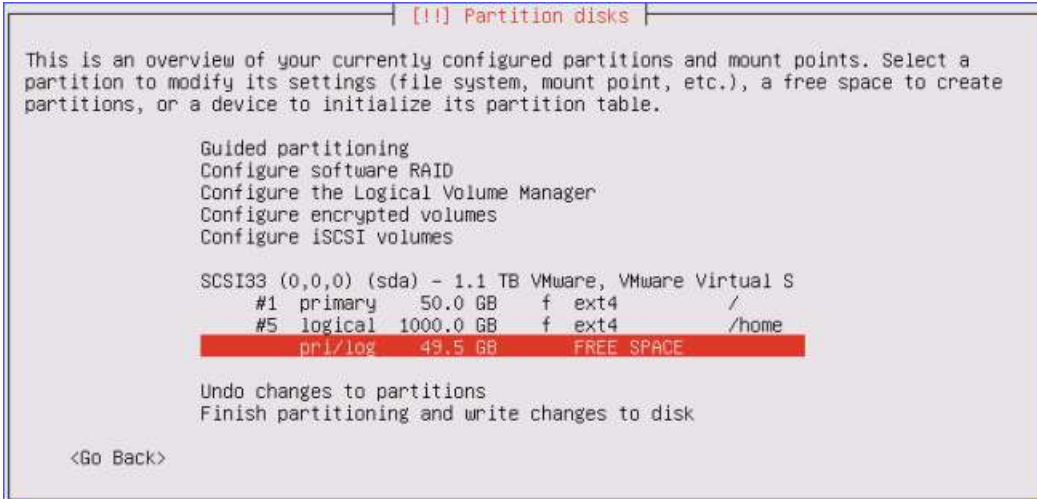 [!!] Partition disks
This is an overview of your currently configured partitions and mount points. Select a
partition to modify its settings (file system, mount point, etc.), a free space to create
partitions, or a device to initialize its partition table.
Guided partitioning
Configure software RAID
Configure the Logical Volume Manager
Configure encrypted volumes
Configure iSCSI volumes
SCSI33 (0,0,0) (sda) - 1.1 TB VMware, VMware Virtual S
#1 primary 50.0 GB f ext4 /
#5 logical 1000.0 GB f ext4 /home
pri/log 49.5 GB FREE SPACE
Undo changes to partitions
Finish partitioning and write changes to disk
<Go Back>